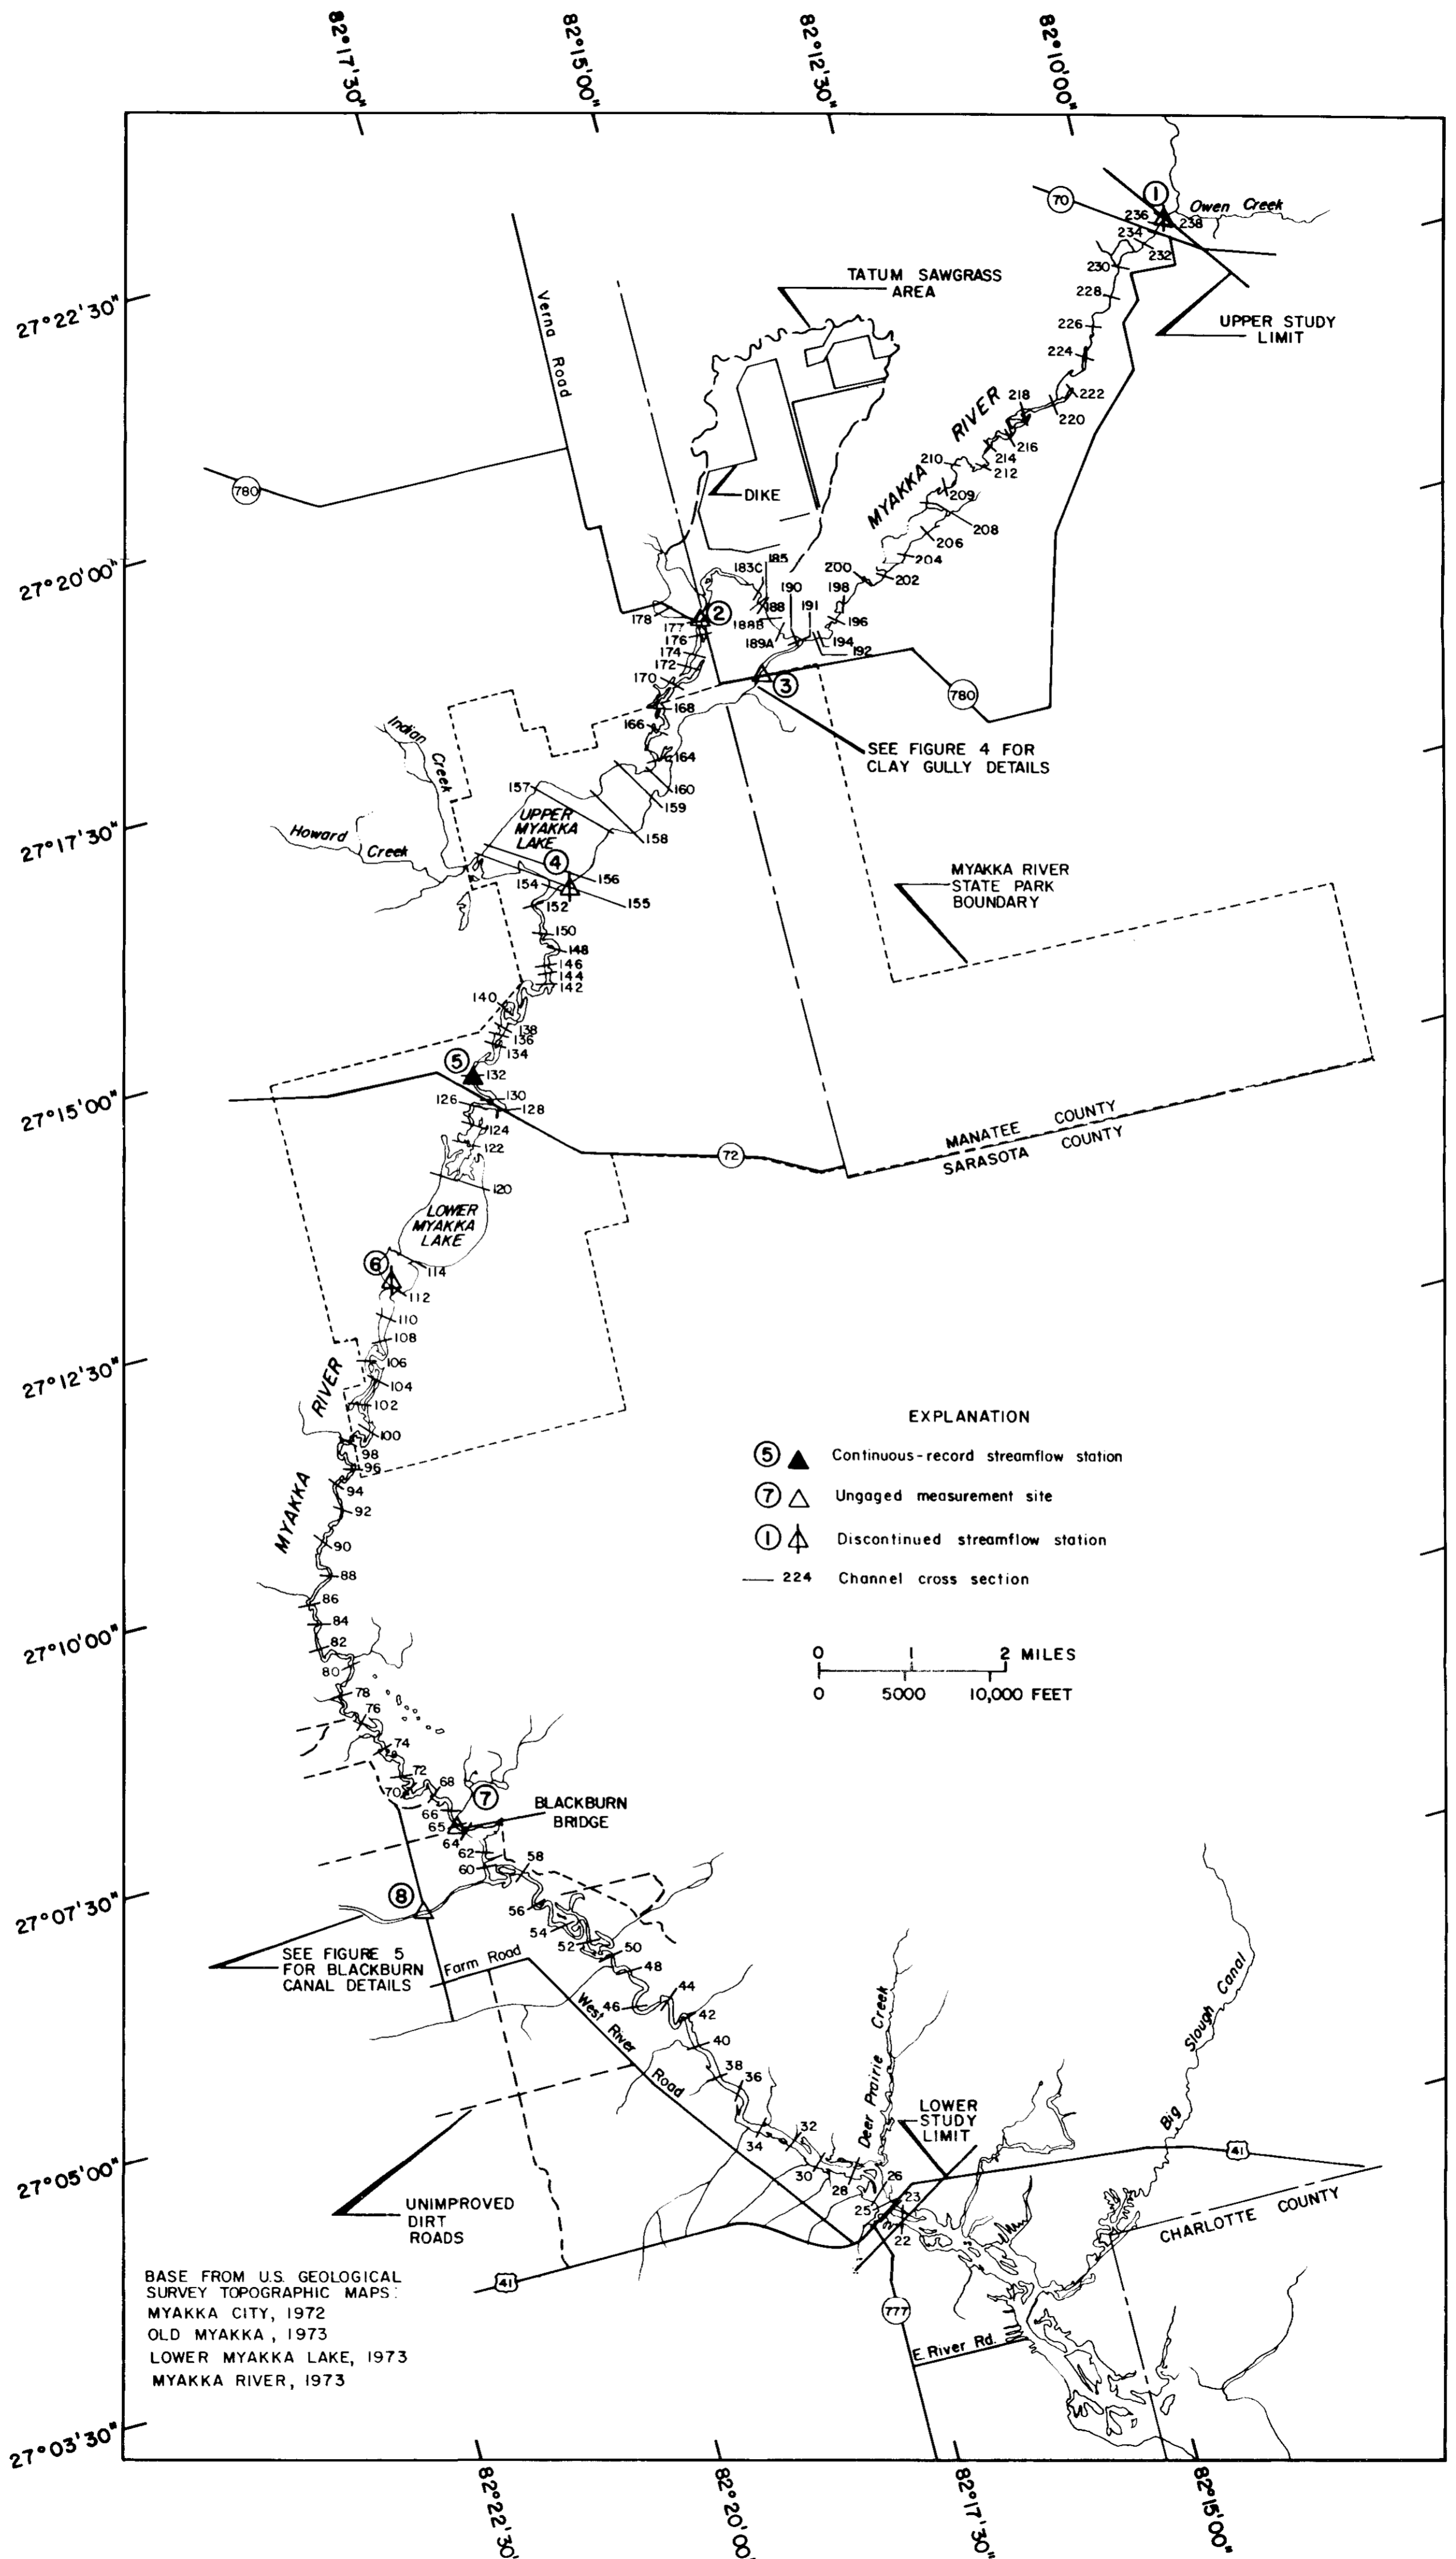 82°17'30"
82°15'00"
82°12'30"
82°10'00"
70
1
Owen Creek
236
238
234
232
230
TATUM SAWGRASS
AREA
228
27°22'30"
Verna Road
226
UPPER STUDY
LIMIT
224
MYAKKA RIVER
218
222
220
216
210
214
212
780
DIKE
209
208
206
204
27°20'00"
185
183C
190
200
202
198
191
188
178
2
177
188B
196
176
189A
194
174
192
172
170
3
780
168
166
Indian Creek
SEE FIGURE 4 FOR
CLAY GULLY DETAILS
164
157
160
159
UPPER
MYAKKA
LAKE
27°17'30"
Howard Creek
158
4
156
154
155
152
MYAKKA RIVER
STATE PARK
BOUNDARY
150
148
146
144
142
140
138
136
134
5
132
130
126
128
27°15'00"
124
122
MANATEE COUNTY
SARASOTA COUNTY
72
120
LOWER
MYAKKA
LAKE
6
114
112
110
108
106
27°12'30"
104
102
100
98
96
94
92
MYAKKA RIVER
90
88
86
84
82
80
EXPLANATION
5 Continuous-record streamflow station
7 Ungaged measurement site
1 Discontinued streamflow station
224 Channel cross section
27°10'00"
0 1 2 MILES
0 5000 10,000 FEET
78
76
74
72
70
68
7
66
BLACKBURN
BRIDGE
65
64
62
60
58
8
27°07'30"
56
54
52
50
48
SEE FIGURE 5
FOR BLACKBURN
CANAL DETAILS
Farm Road
44
46
42
West River Road
40
38
36
Deer Prairie Creek
Big Slough Canal
LOWER
STUDY
LIMIT
32
34
30
28
26
41
27°05'00"
25
23
22
UNIMPROVED
DIRT
ROADS
CHARLOTTE COUNTY
41
777
E. River Rd.
BASE FROM U.S. GEOLOGICAL
SURVEY TOPOGRAPHIC MAPS:
MYAKKA CITY, 1972
OLD MYAKKA, 1973
LOWER MYAKKA LAKE, 1973
MYAKKA RIVER, 1973
27°03'30"
82°22'30"
82°20'00"
82°17'30"
82°15'00"